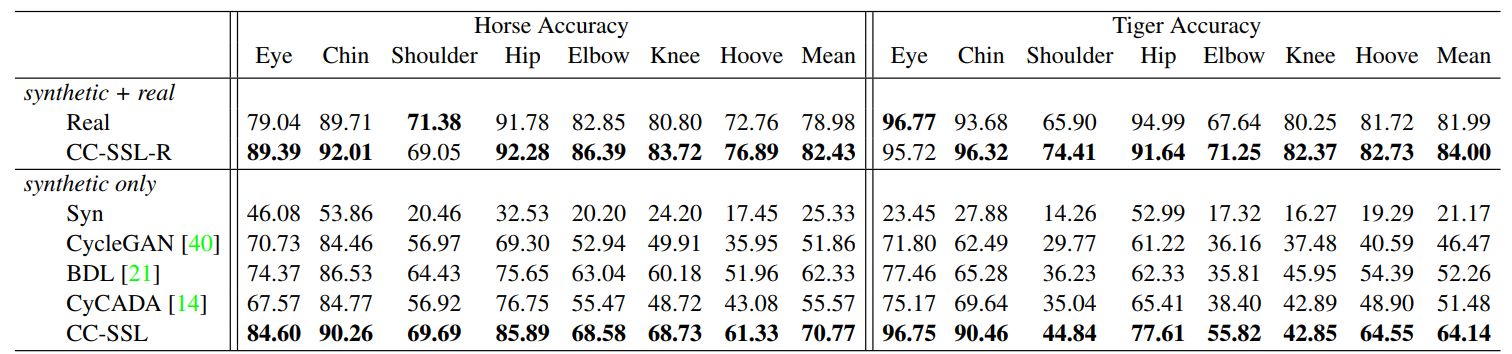 Horse Accuracy Tiger Accuracy
Eye Chin Shoulder Hip Elbow Knee Hoove Mean Eye Chin Shoulder Hip Elbow Knee Hoove Mean
synthetic + real
Real 79.04 89.71 71.38 91.78 82.85 80.80 72.76 78.98 96.77 93.68 65.90 94.99 67.64 80.25 81.72 81.99
CC-SSL-R 89.39 92.01 69.05 92.28 86.39 83.72 76.89 82.43 95.72 96.32 74.41 91.64 71.25 82.37 82.73 84.00
synthetic only
Syn 46.08 53.86 20.46 32.53 20.20 24.20 17.45 25.33 23.45 27.88 14.26 52.99 17.32 16.27 19.29 21.17
CycleGAN [40] 70.73 84.46 56.97 69.30 52.94 49.91 35.95 51.86 71.80 62.49 29.77 61.22 36.16 37.48 40.59 46.47
BDL [21] 74.37 86.53 64.43 75.65 63.04 60.18 51.96 62.33 77.46 65.28 36.23 62.33 35.81 45.95 54.39 52.26
CyCADA [14] 67.57 84.77 56.92 76.75 55.47 48.72 43.08 55.57 75.17 69.64 35.04 65.41 38.40 42.89 48.90 51.48
CC-SSL 84.60 90.26 69.69 85.89 68.58 68.73 61.33 70.77 96.75 90.46 44.84 77.61 55.82 42.85 64.55 64.14